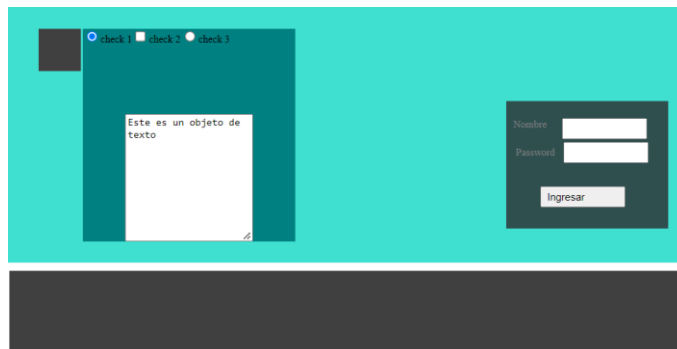 check 1 check 2 check 3
Este es un objeto de
texto
Nombre
Password
Ingresar